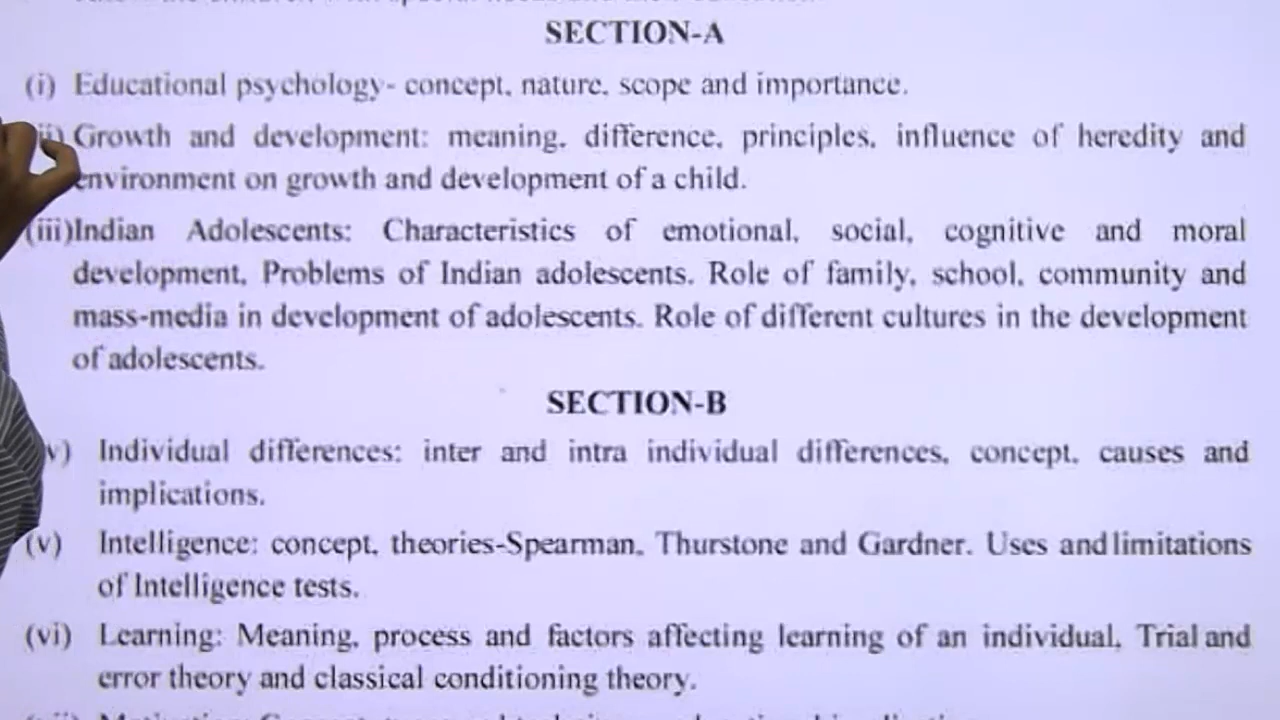 SECTION-A
(i) Educational psychology- concept, nature, scope and importance.
Growth and development: meaning, difference, principles, influence of heredity and
environment on growth and development of a child.
(iii)Indian Adolescents: Characteristics of emotional, social, cognitive and moral
development, Problems of Indian adolescents. Role of family, school, community and
mass-media in development of adolescents. Role of different cultures in the development
of adolescents.
SECTION-B
v) Individual differences: inter and intra individual differences, concept, causes and
implications.
(v) Intelligence: concept, theories-Spearman, Thurstone and Gardner. Uses and limitations
of Intelligence tests.
(vi) Learning: Meaning, process and factors affecting learning of an individual, Trial and
error theory and classical conditioning theory.